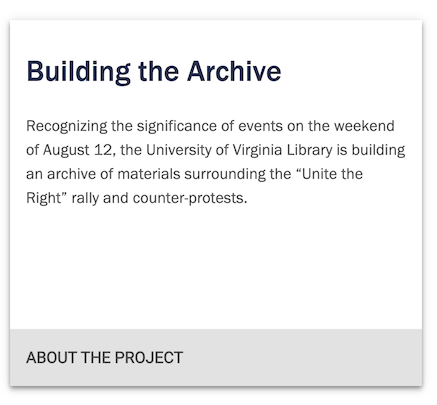 Building the Archive
Recognizing the significance of events on the weekend
of August 12, the University of Virginia Library is building
an archive of materials surrounding the “Unite the
Right” rally and counter-protests.
ABOUT THE PROJECT